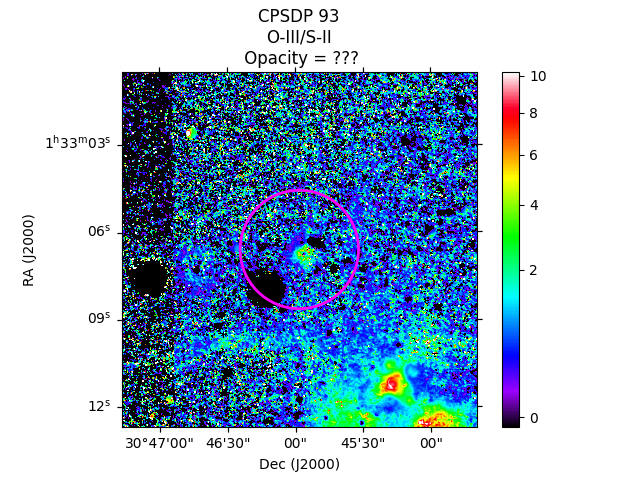 CPSDP 93
O-III/S-II
Opacity = ???
10
8
6
4
2
0
1ʰ33ᵐ03ˢ
06ˢ
09ˢ
12ˢ
RA (J2000)
30°47'00" 46'30" 00" 45'30" 00"
Dec (J2000)